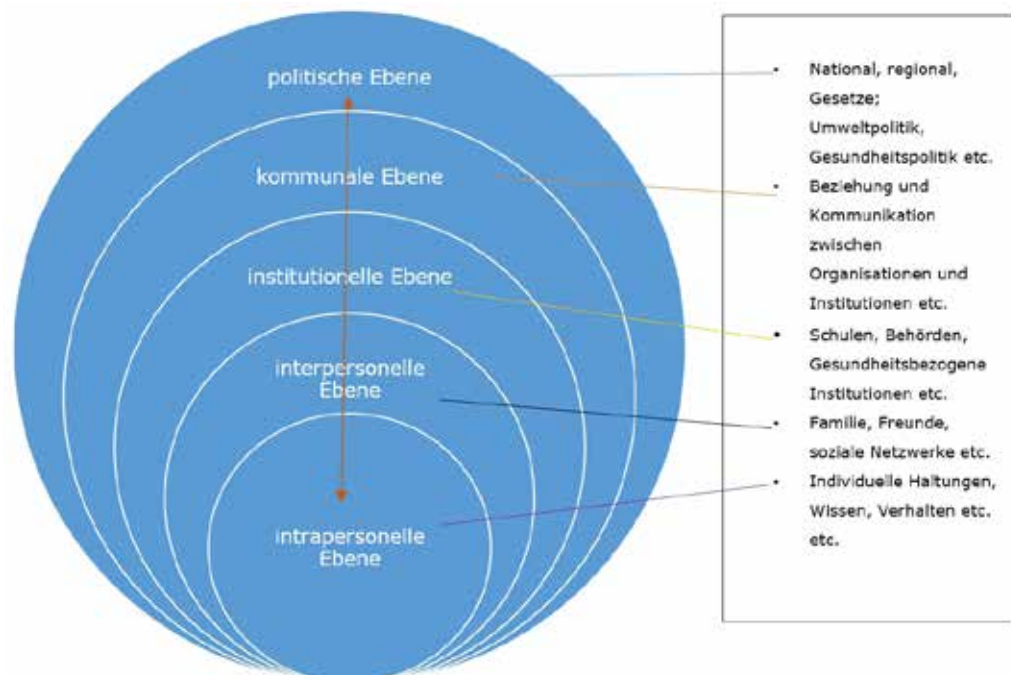 politische Ebene
kommunale Ebene
institutionelle Ebene
interpersonelle
Ebene
intrapersonelle
Ebene
• National, regional,
Gesetze;
Umweltpolitik,
Gesundheitspolitik etc.
• Beziehung und
Kommunikation
zwischen
Organisationen und
Institutionen etc.
• Schulen, Behörden,
Gesundheitsbezogene
Institutionen etc.
• Familie, Freunde,
soziale Netzwerke etc.
• Individuelle Haltungen,
Wissen, Verhalten etc.
etc.